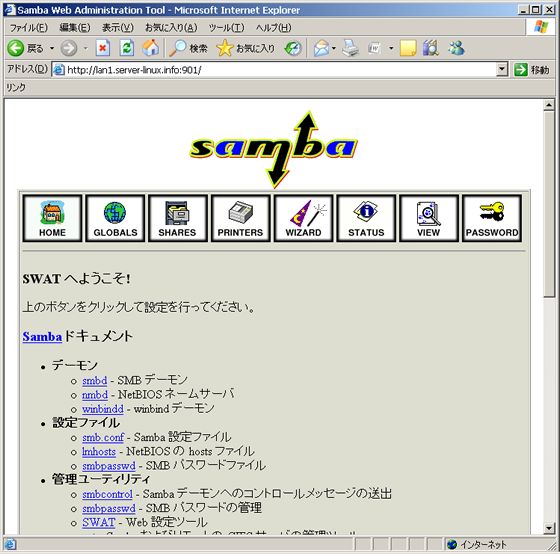 Samba Web Administration Tool - Microsoft Internet Explorer
ファイル(F) 編集(E) 表示(V) お気に入り(A) ツール(T) ヘルプ(H)
戻る 検索 お気に入り
アドレス(D) http://lan1.server-linux.info:901/ 移動
リンク
samba
HOME GLOBALS SHARES PRINTERS WIZARD STATUS VIEW PASSWORD
SWAT へようこそ!
上のボタンをクリックして設定を行ってください。
Samba ドキュメント
• デーモン
○ smbd - SMB デーモン
○ nmbd - NetBIOS ネームサーバ
○ winbindd - winbind デーモン
• 設定ファイル
○ smb.conf - Samba 設定ファイル
○ lmhosts - NetBIOS の hosts ファイル
○ smbpasswd - SMB パスワードファイル
• 管理ユーティリティ
○ smbcontrol - Samba デーモンへのコントロールメッセージの送出
○ smbpasswd - SMB パスワードの管理
○ SWAT - Web 設定ツール
インターネット